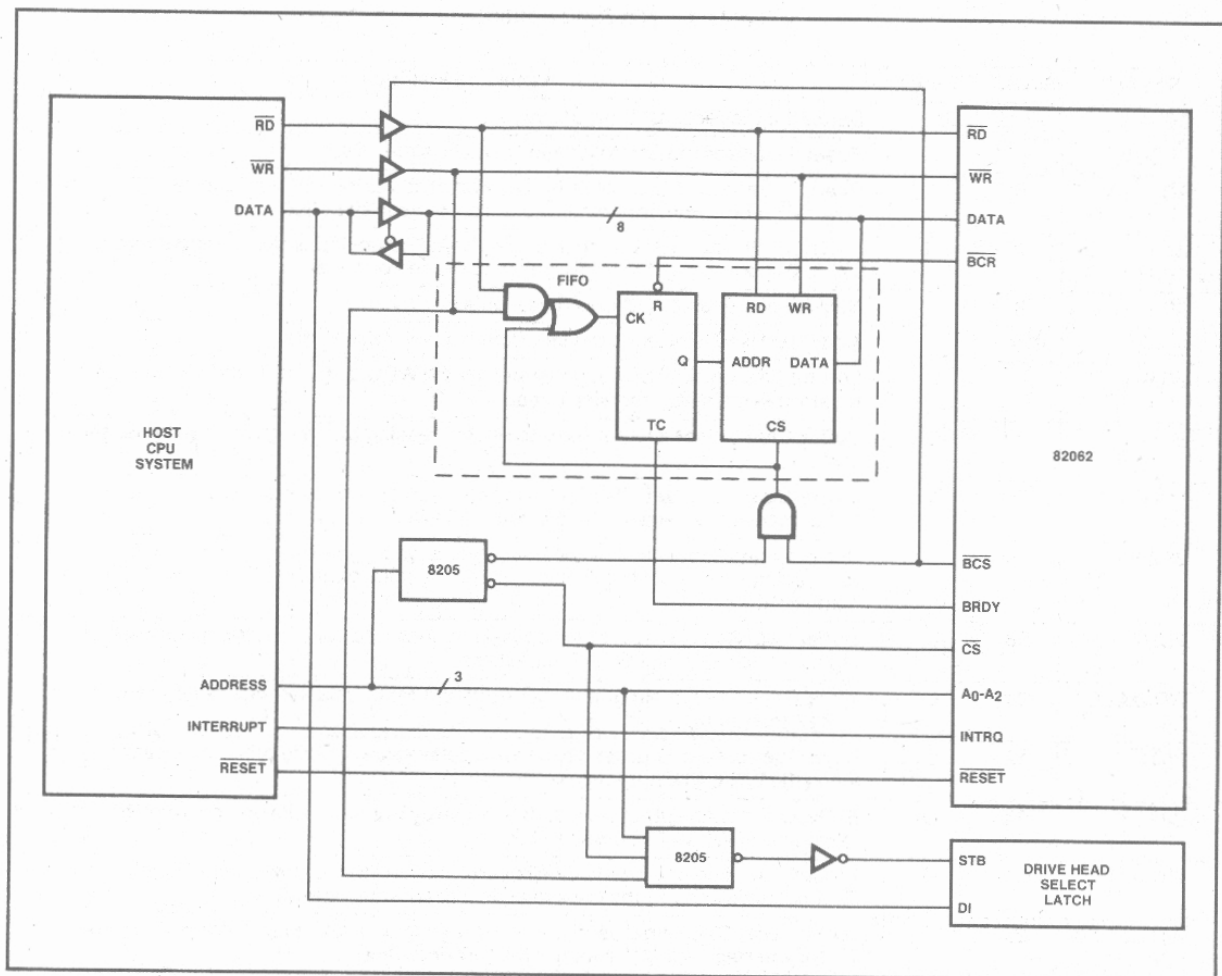 RD
WR
DATA
8
FIFO
R
CK
Q
TC
RD WR
ADDR DATA
CS
HOST
CPU
SYSTEM
8205
ADDRESS
3
INTERRUPT
RESET
8205
RD
WR
DATA
BCR
82062
BCS
BRDY
CS
A0-A2
INTRQ
RESET
STB
DI
DRIVE HEAD
SELECT
LATCH